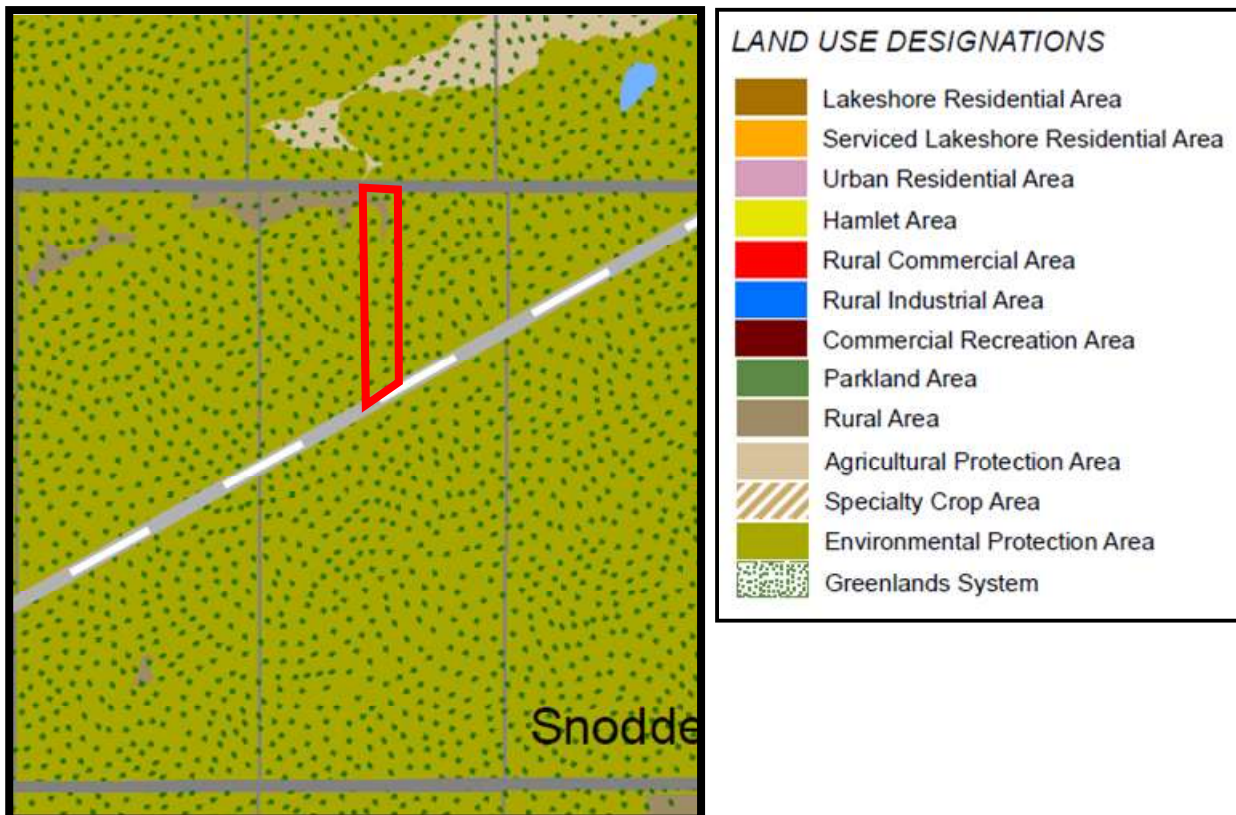 LAND USE DESIGNATIONS
Lakeshore Residential Area
Serviced Lakeshore Residential Area
Urban Residential Area
Hamlet Area
Rural Commercial Area
Rural Industrial Area
Commercial Recreation Area
Parkland Area
Rural Area
Agricultural Protection Area
Specialty Crop Area
Environmental Protection Area
Greenlands System
Snodde